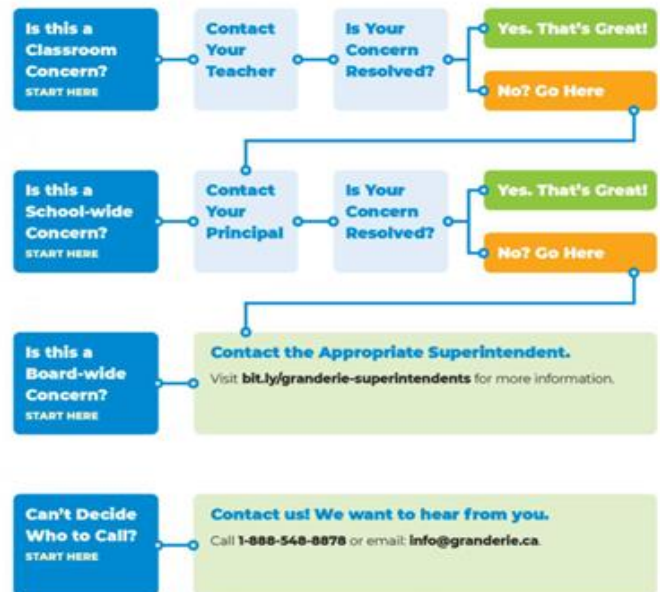 Is this a
Classroom
Concern?
START HERE
Contact
Your
Teacher
Is Your
Concern
Resolved?
Yes. That's Great!
No? Go Here
Is this a
School-wide
Concern?
START HERE
Contact
Your
Principal
Is Your
Concern
Resolved?
Yes. That's Great!
No? Go Here
Is this a
Board-wide
Concern?
START HERE
Contact the Appropriate Superintendent.
Visit bit.ly/granderie-superintendents for more information.
Can't Decide
Who to Call?
START HERE
Contact us! We want to hear from you.
Call 1-888-548-8878 or email: info@granderie.ca.